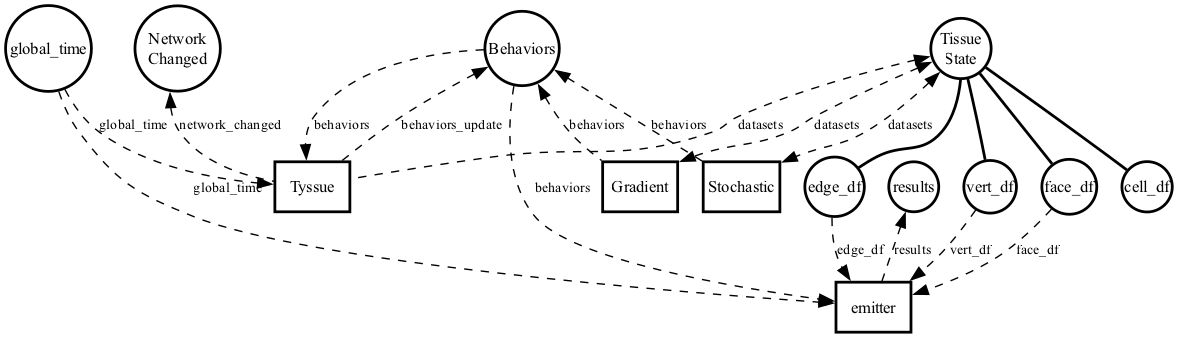 global_time
Network
Changed
Behaviors
Tissue
State
global_time
network_changed
behaviors
behaviors_update
behaviors
behaviors
datasets
datasets
datasets
global_time
Tyssue
behaviors
Gradient
Stochastic
edge_df
results
vert_df
face_df
cell_df
edge_df
results
vert_df
face_df
emitter